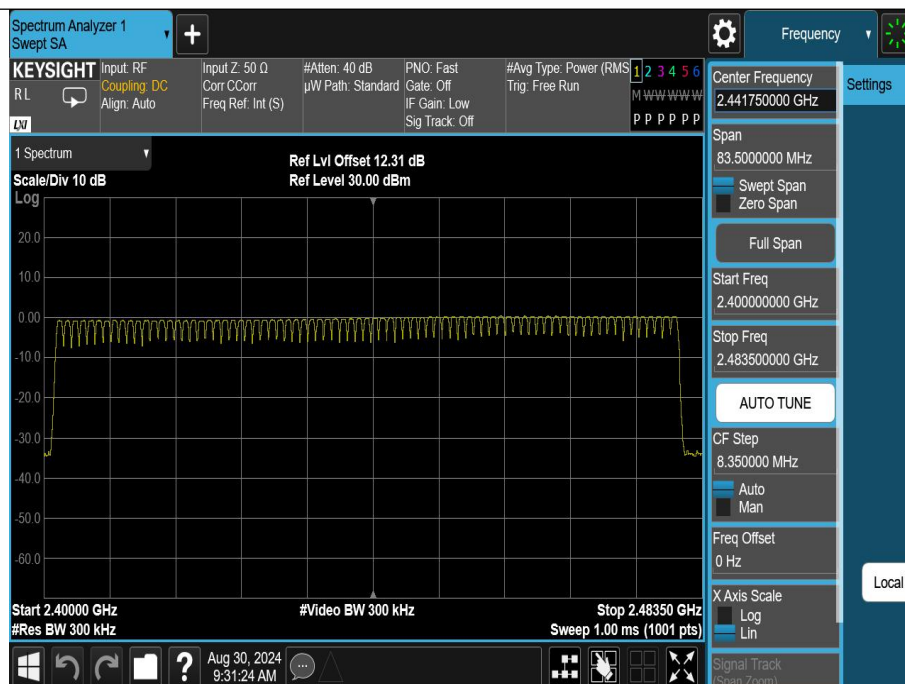 Spectrum Analyzer 1
Swept SA
+
Frequency
KEYSIGHT
RL
LXI
Input: RF
Coupling: DC
Align: Auto
Input Z: 50 Ω
Corr CCorr
Freq Ref: Int (S)
#Atten: 40 dB
µW Path: Standard
PNO: Fast
Gate: Off
IF Gain: Low
Sig Track: Off
#Avg Type: Power (RMS
Trig: Free Run
1 2 3 4 5 6
M W W W W W
P P P P P P
1 Spectrum
Scale/Div 10 dB
Log
Ref Lvl Offset 12.31 dB
Ref Level 30.00 dBm
20.0
10.0
0.00
-10.0
-20.0
-30.0
-40.0
-50.0
-60.0
Start 2.40000 GHz
#Res BW 300 kHz
#Video BW 300 kHz
Stop 2.48350 GHz
Sweep 1.00 ms (1001 pts)
Aug 30, 2024
9:31:24 AM
?
Center Frequency
2.441750000 GHz
Settings
Span
83.5000000 MHz
Swept Span
Zero Span
Full Span
Start Freq
2.400000000 GHz
Stop Freq
2.483500000 GHz
AUTO TUNE
CF Step
8.350000 MHz
Auto
Man
Freq Offset
0 Hz
X Axis Scale
Log
Lin
Local
Signal Track
(Span Zoom)